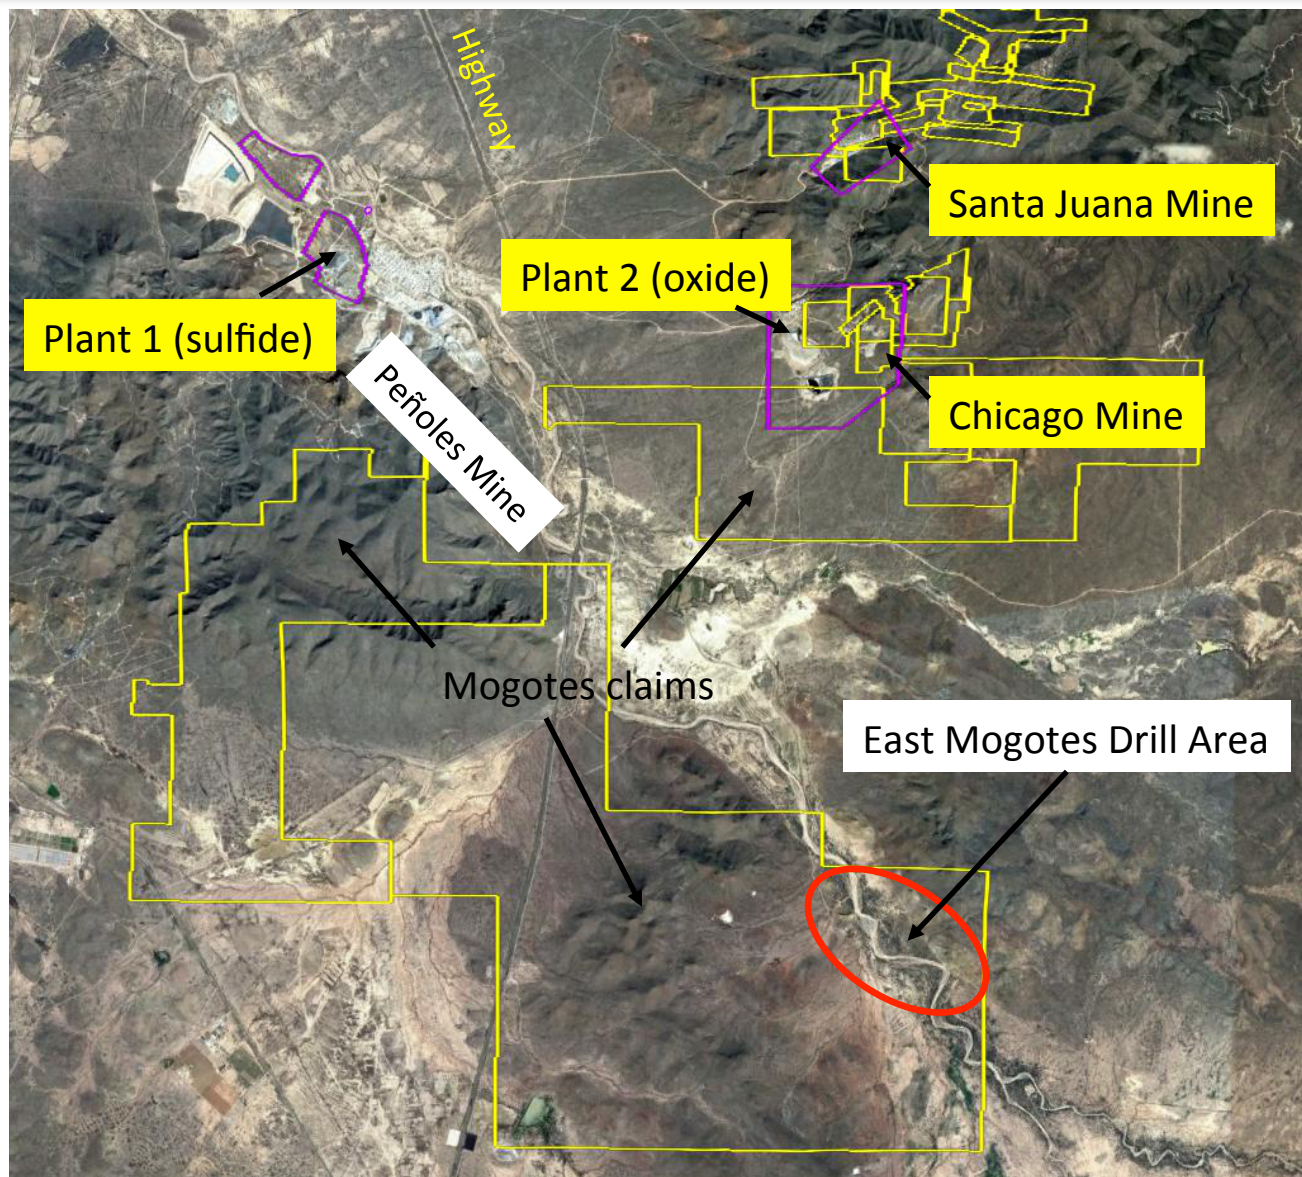 Highway
Santa Juana Mine
Plant 2 (oxide)
Plant 1 (sulfide)
Peñoles Mine
Chicago Mine
Mogotes claims
East Mogotes Drill Area